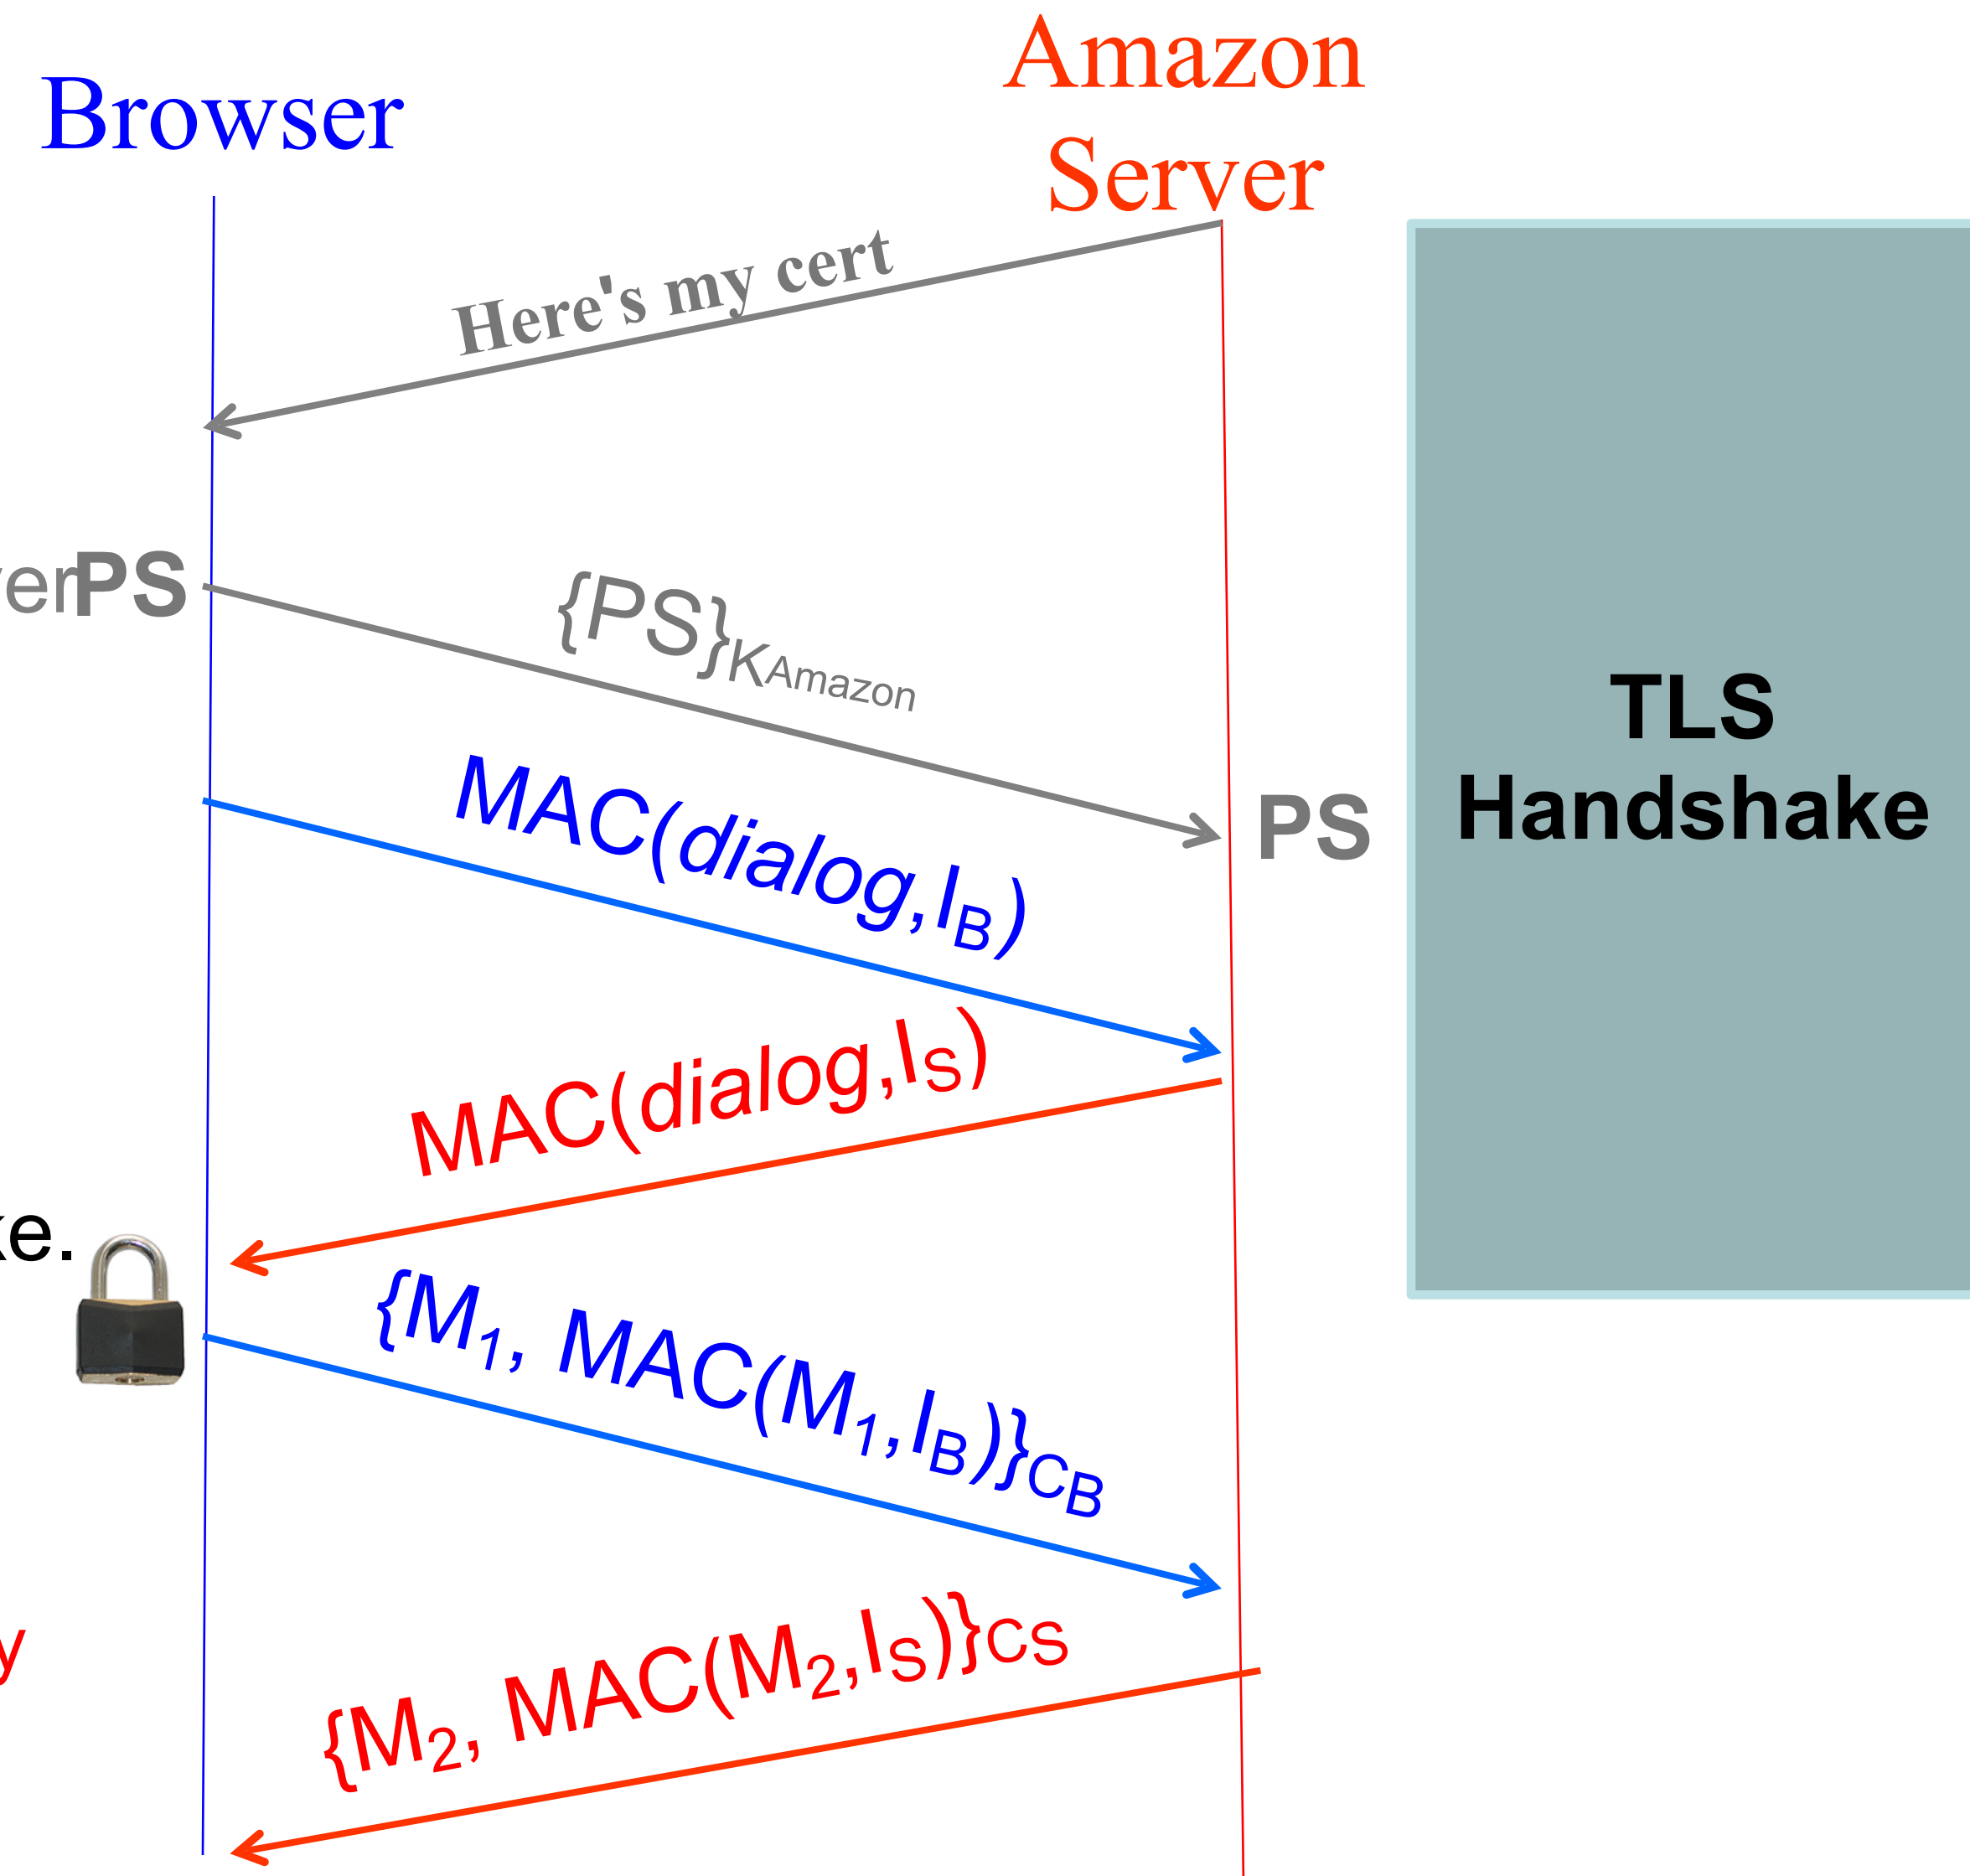 Browser
Amazon
Server
Here's my cert
PS
{PS}KAmazon
PS
TLS
Handshake
MAC(dialog,IB)
MAC(dialog,IS)
{M1, MAC(M1,IB)}CB
{M2, MAC(M2,IS)}CS